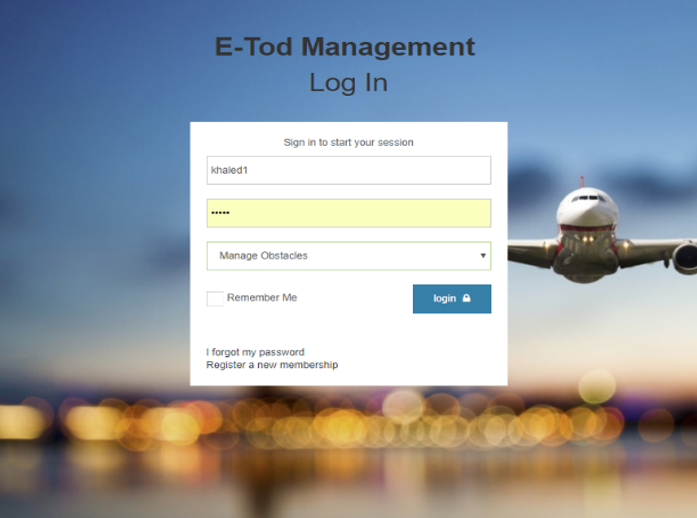 E-Tod Management
Log In
Sign in to start your session
khaled1
•••••
Manage Obstacles
Remember Me
login
I forgot my password
Register a new membership